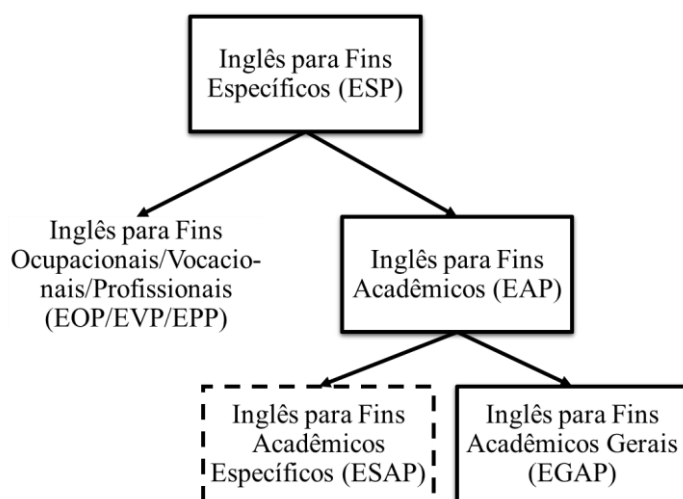 Inglês para Fins
Específicos (ESP)
Inglês para Fins
Ocupacionais/Vocacio-
nais/Profissionais
(EOP/EVP/EPP)
Inglês para Fins
Acadêmicos (EAP)
Inglês para Fins
Acadêmicos
Específicos (ESAP)
Inglês para Fins
Acadêmicos Gerais
(EGAP)